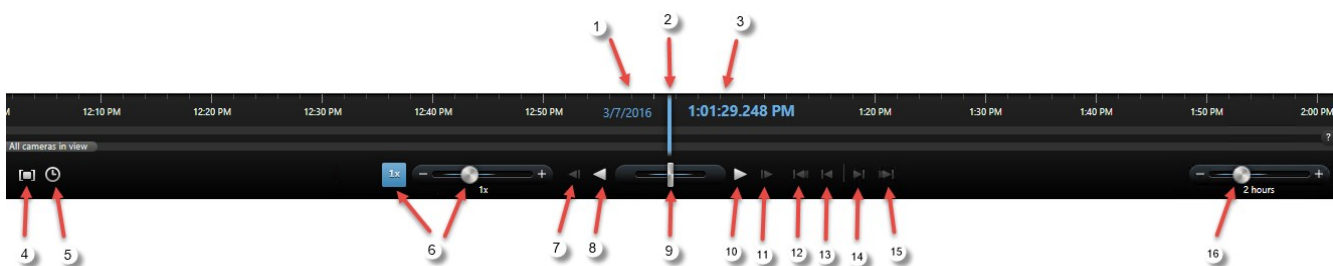 1 2 3
12:10 PM 12:20 PM 12:30 PM 12:40 PM 12:50 PM 3/7/2016 1:01:29.248 PM 1:20 PM 1:30 PM 1:40 PM 1:50 PM 2:00 PM
?
All cameras in view
1x − +
1x
− +
2 hours
4 5 6 7 8 9 10 11 12 13 14 15 16